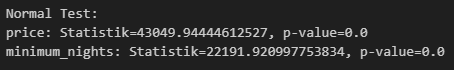 Normal Test:
price: Statistik=43049.94444612527, p-value=0.0
minimum_nights: Statistik=22191.920997753834, p-value=0.0